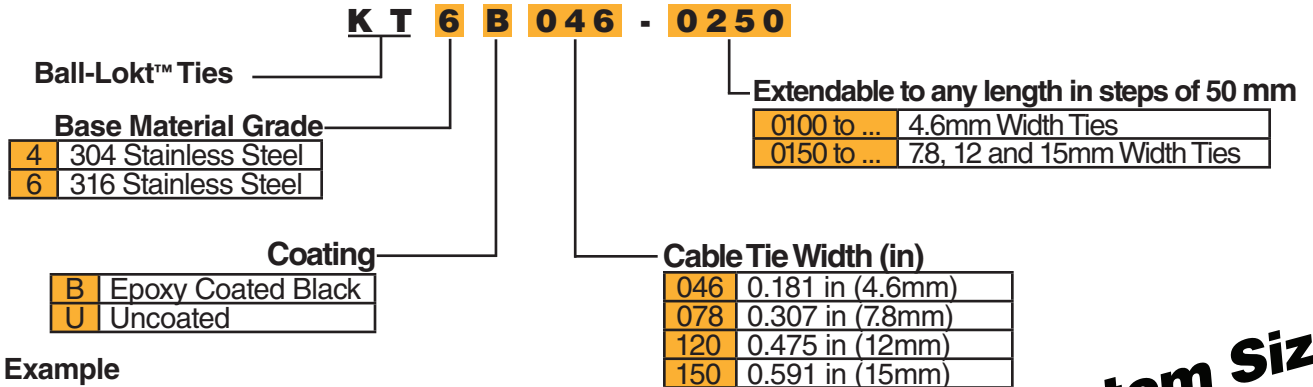 KT6B046-0250
Ball-Lokt™ Ties
Extendable to any length in steps of 50 mm
0100 to ... 4.6mm Width Ties
0150 to ... 7.8, 12 and 15mm Width Ties
Base Material Grade
4 304 Stainless Steel
6 316 Stainless Steel
Coating
B Epoxy Coated Black
U Uncoated
Cable Tie Width (in)
046 0.181 in (4.6mm)
078 0.307 in (7.8mm)
120 0.475 in (12mm)
150 0.591 in (15mm)
Example